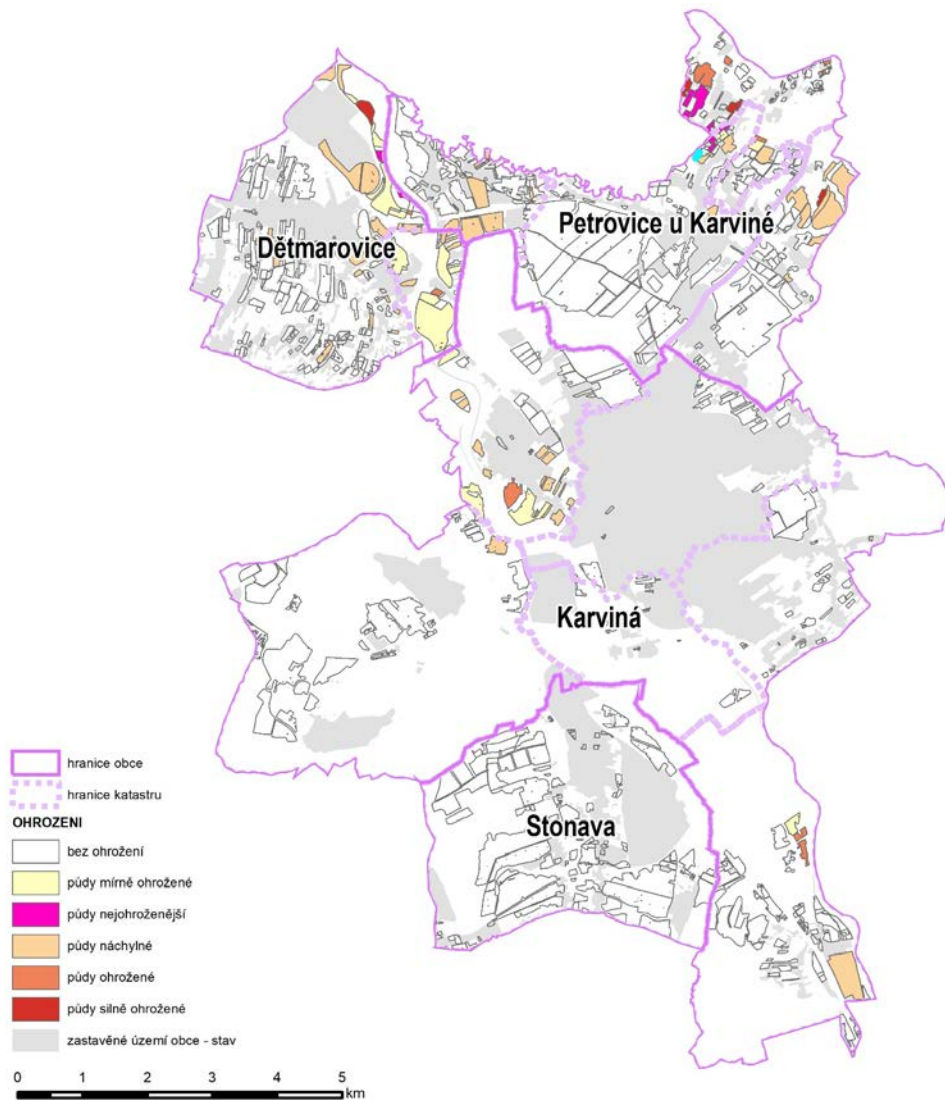 Petrovice u Karviné
Dětmarovice
Karviná
Stonava
hranice obce
hranice katastru
OHROZENI
bez ohrožení
půdy mírně ohrožené
půdy nejohroženější
půdy náchylné
půdy ohrožené
půdy silně ohrožené
zastavěné území obce - stav
0 1 2 3 4 5
km